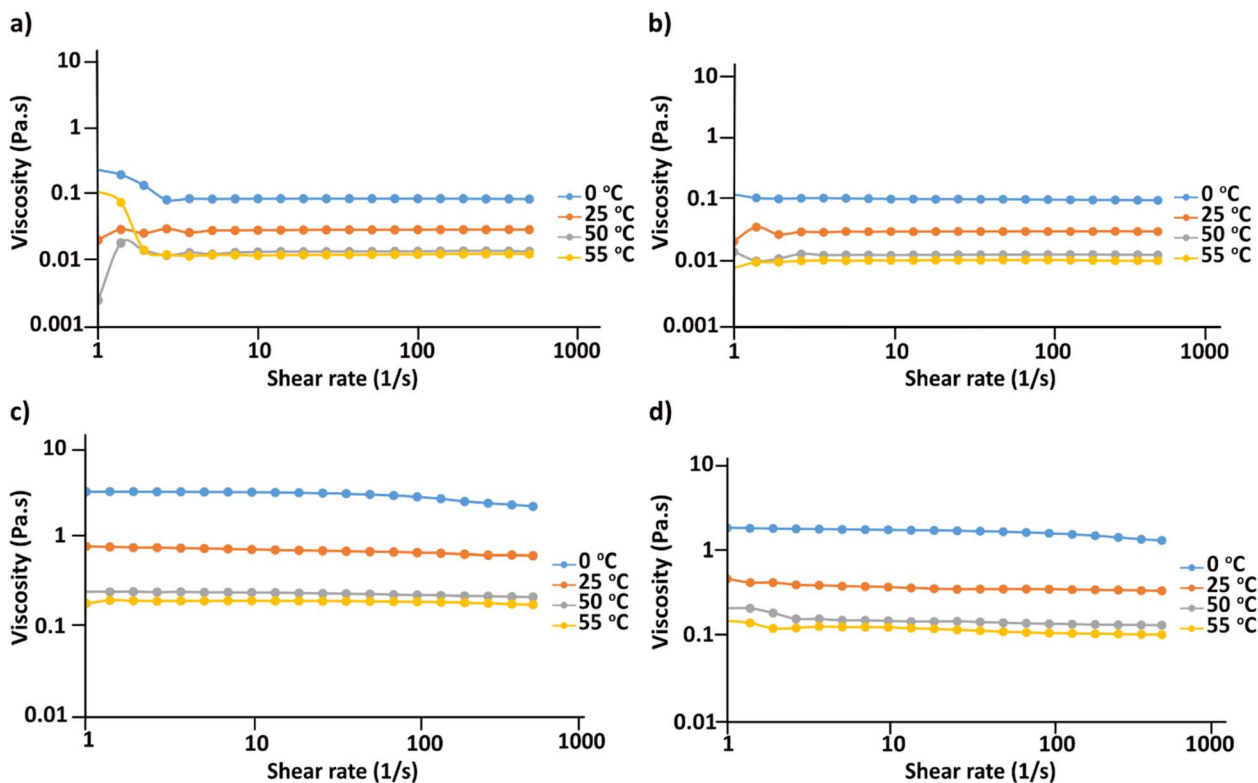 a)
Viscosity (Pa.s)
10
1
0.1
0.01
0.001
1
10
100
1000
Shear rate (1/s)
0 °C
25 °C
50 °C
55 °C
b)
Viscosity (Pa.s)
10
1
0.1
0.01
0.001
1
10
100
1000
Shear rate (1/s)
0 °C
25 °C
50 °C
55 °C
c)
Viscosity (Pa.s)
10
1
0.1
0.01
1
10
100
1000
Shear rate (1/s)
0 °C
25 °C
50 °C
55 °C
d)
Viscosity (Pa.s)
10
1
0.1
0.01
1
10
100
1000
Shear rate (1/s)
0 °C
25 °C
50 °C
55 °C